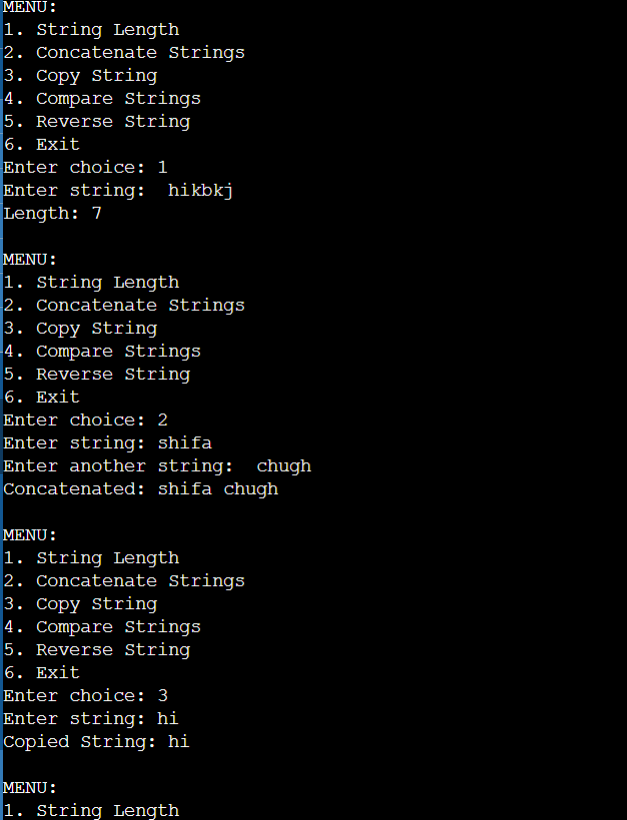 MENU:
1. String Length
2. Concatenate Strings
3. Copy String
4. Compare Strings
5. Reverse String
6. Exit
Enter choice: 1
Enter string:  hikbkj
Length: 7

MENU:
1. String Length
2. Concatenate Strings
3. Copy String
4. Compare Strings
5. Reverse String
6. Exit
Enter choice: 2
Enter string: shifa
Enter another string:  chugh
Concatenated: shifa chugh

MENU:
1. String Length
2. Concatenate Strings
3. Copy String
4. Compare Strings
5. Reverse String
6. Exit
Enter choice: 3
Enter string: hi
Copied String: hi

MENU:
1. String Length